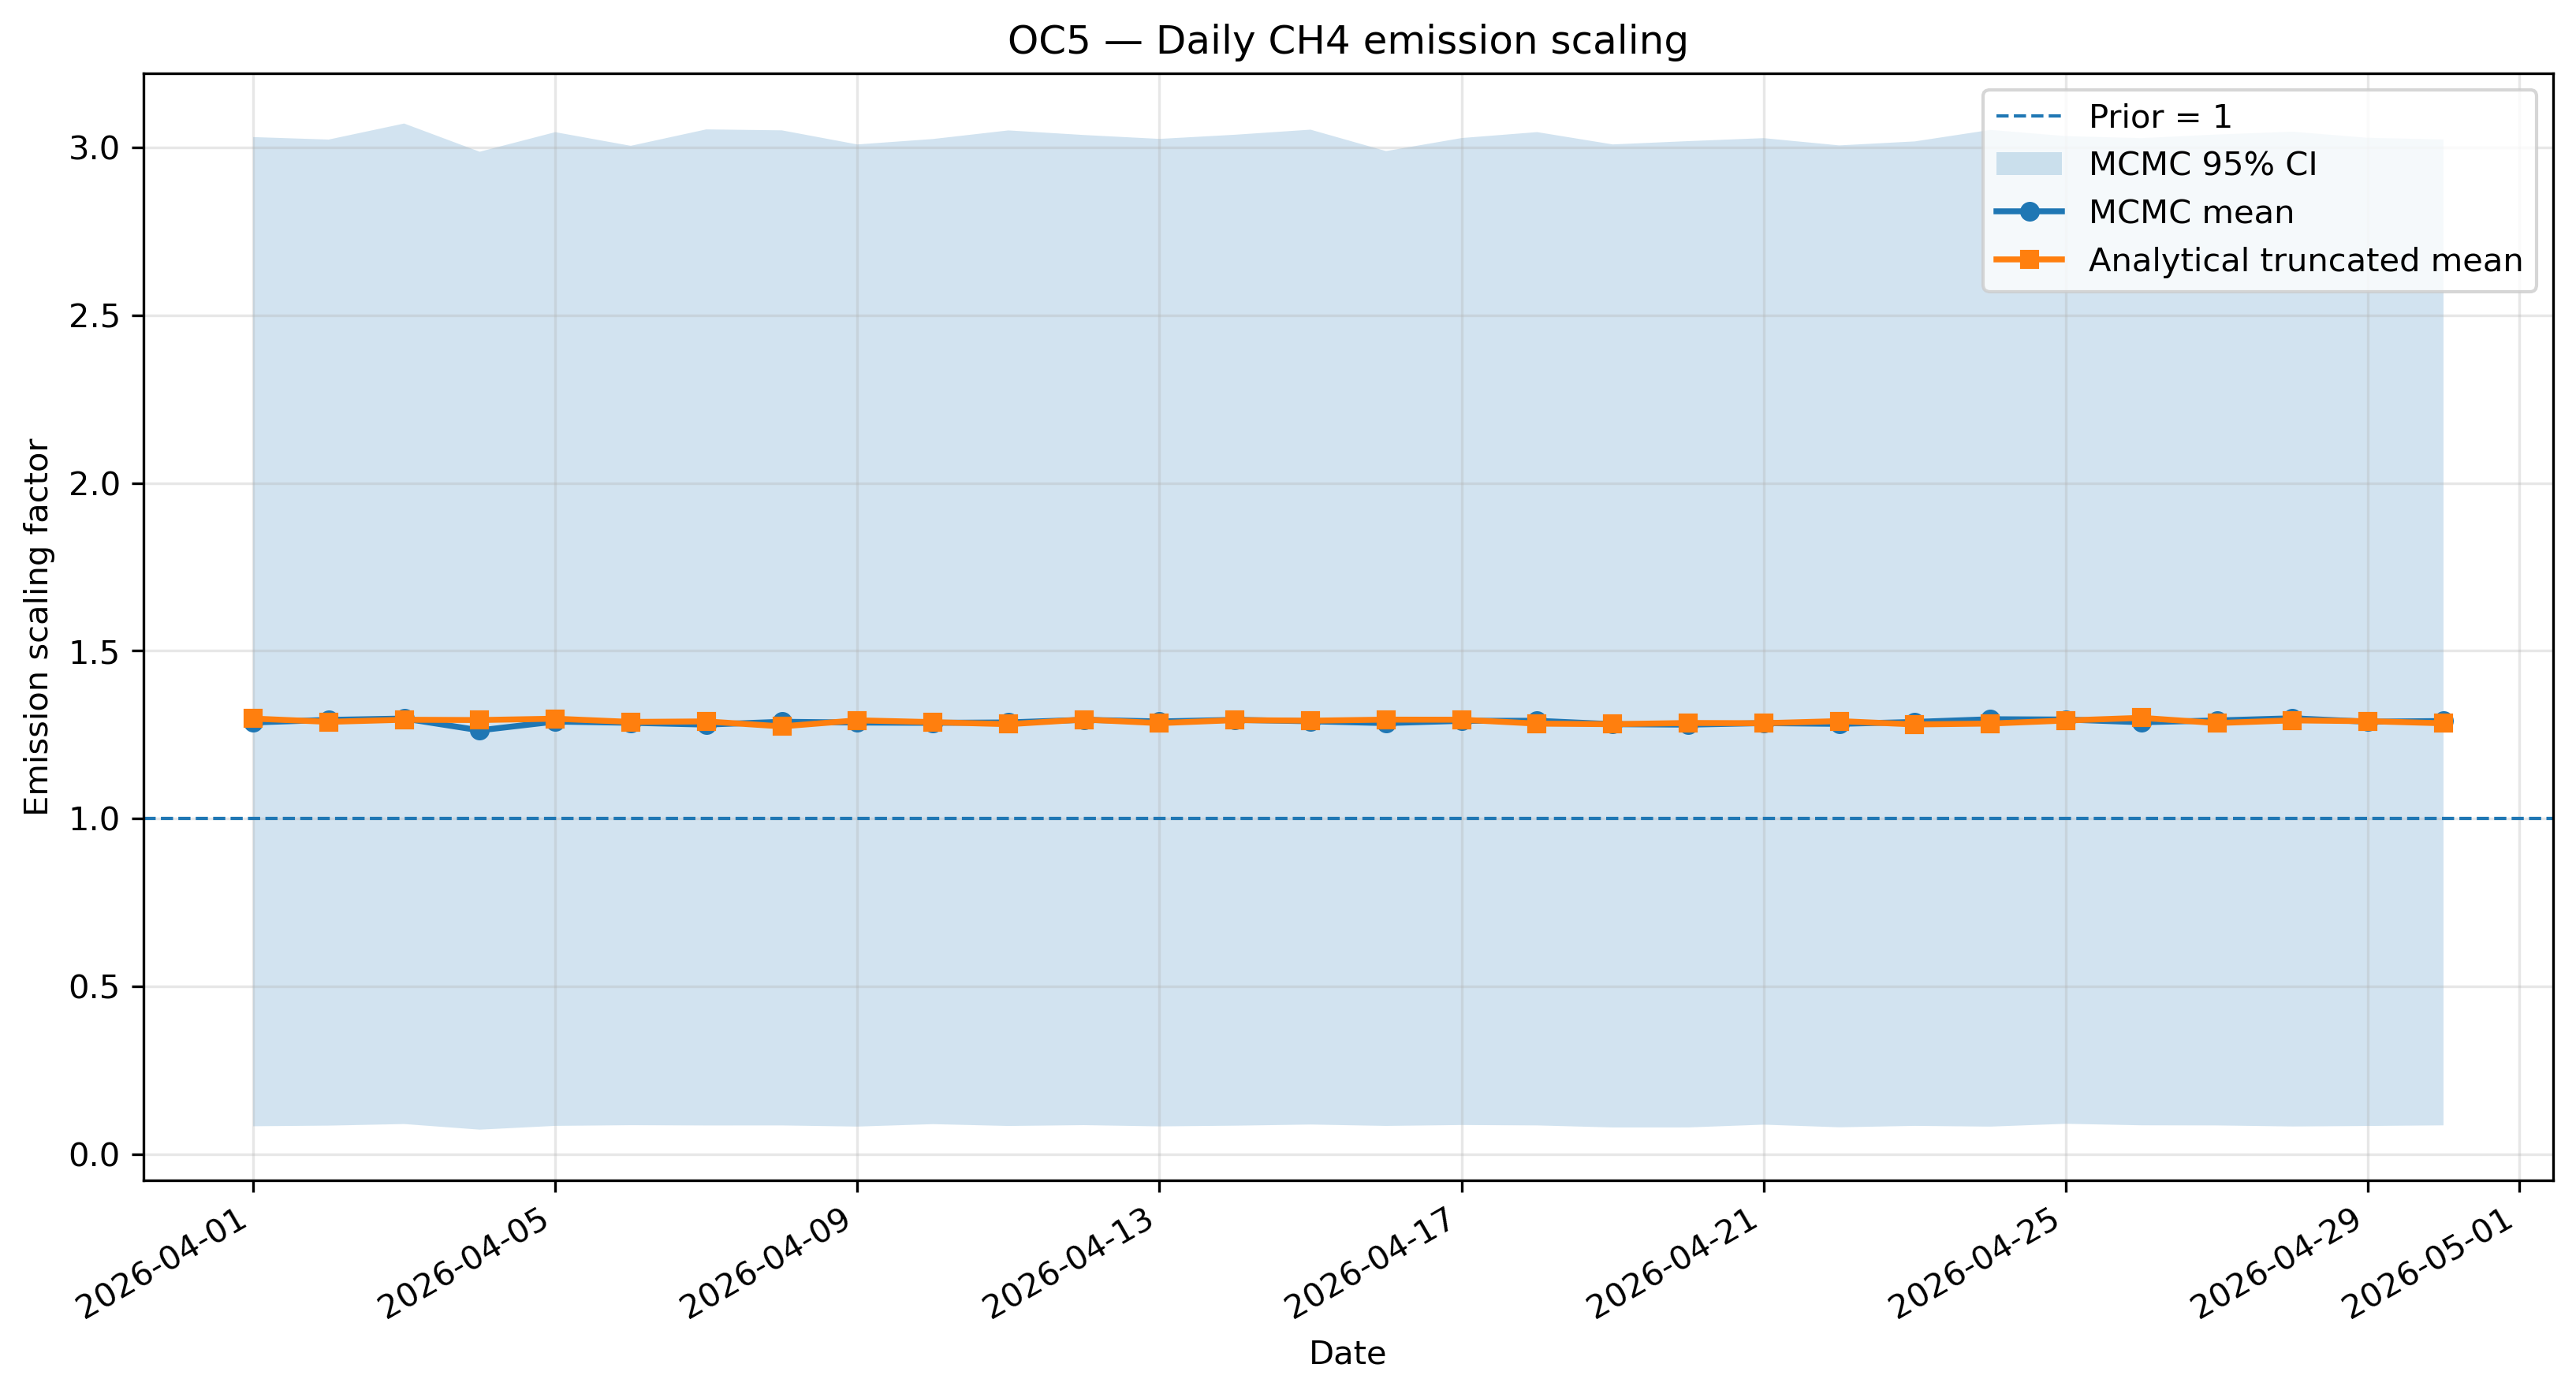 OC5 — Daily CH4 emission scaling
Prior = 1
MCMC 95% CI
MCMC mean
Analytical truncated mean
Emission scaling factor
3.0
2.5
2.0
1.5
1.0
0.5
0.0
2026-04-01
2026-04-05
2026-04-09
2026-04-13
2026-04-17
2026-04-21
2026-04-25
2026-04-29
2026-05-01
Date